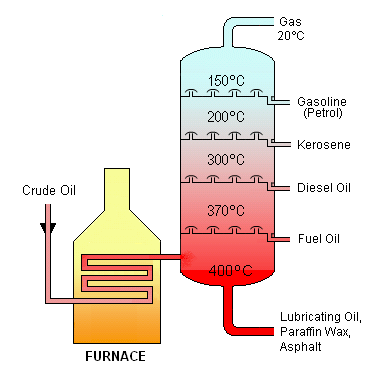 Gas
20°C
150°C
Gasoline
(Petrol)
200°C
Kerosene
300°C
Diesel Oil
Crude Oil
370°C
Fuel Oil
400°C
Lubricating Oil,
Paraffin Wax,
Asphalt
FURNACE